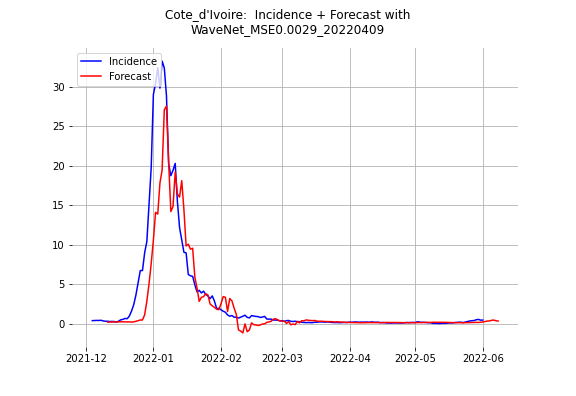 Cote_d'Ivoire:  Incidence + Forecast with
WaveNet_MSE0.0029_20220409
Incidence
Forecast
30
25
20
15
10
5
0
2021-12 2022-01 2022-02 2022-03 2022-04 2022-05 2022-06